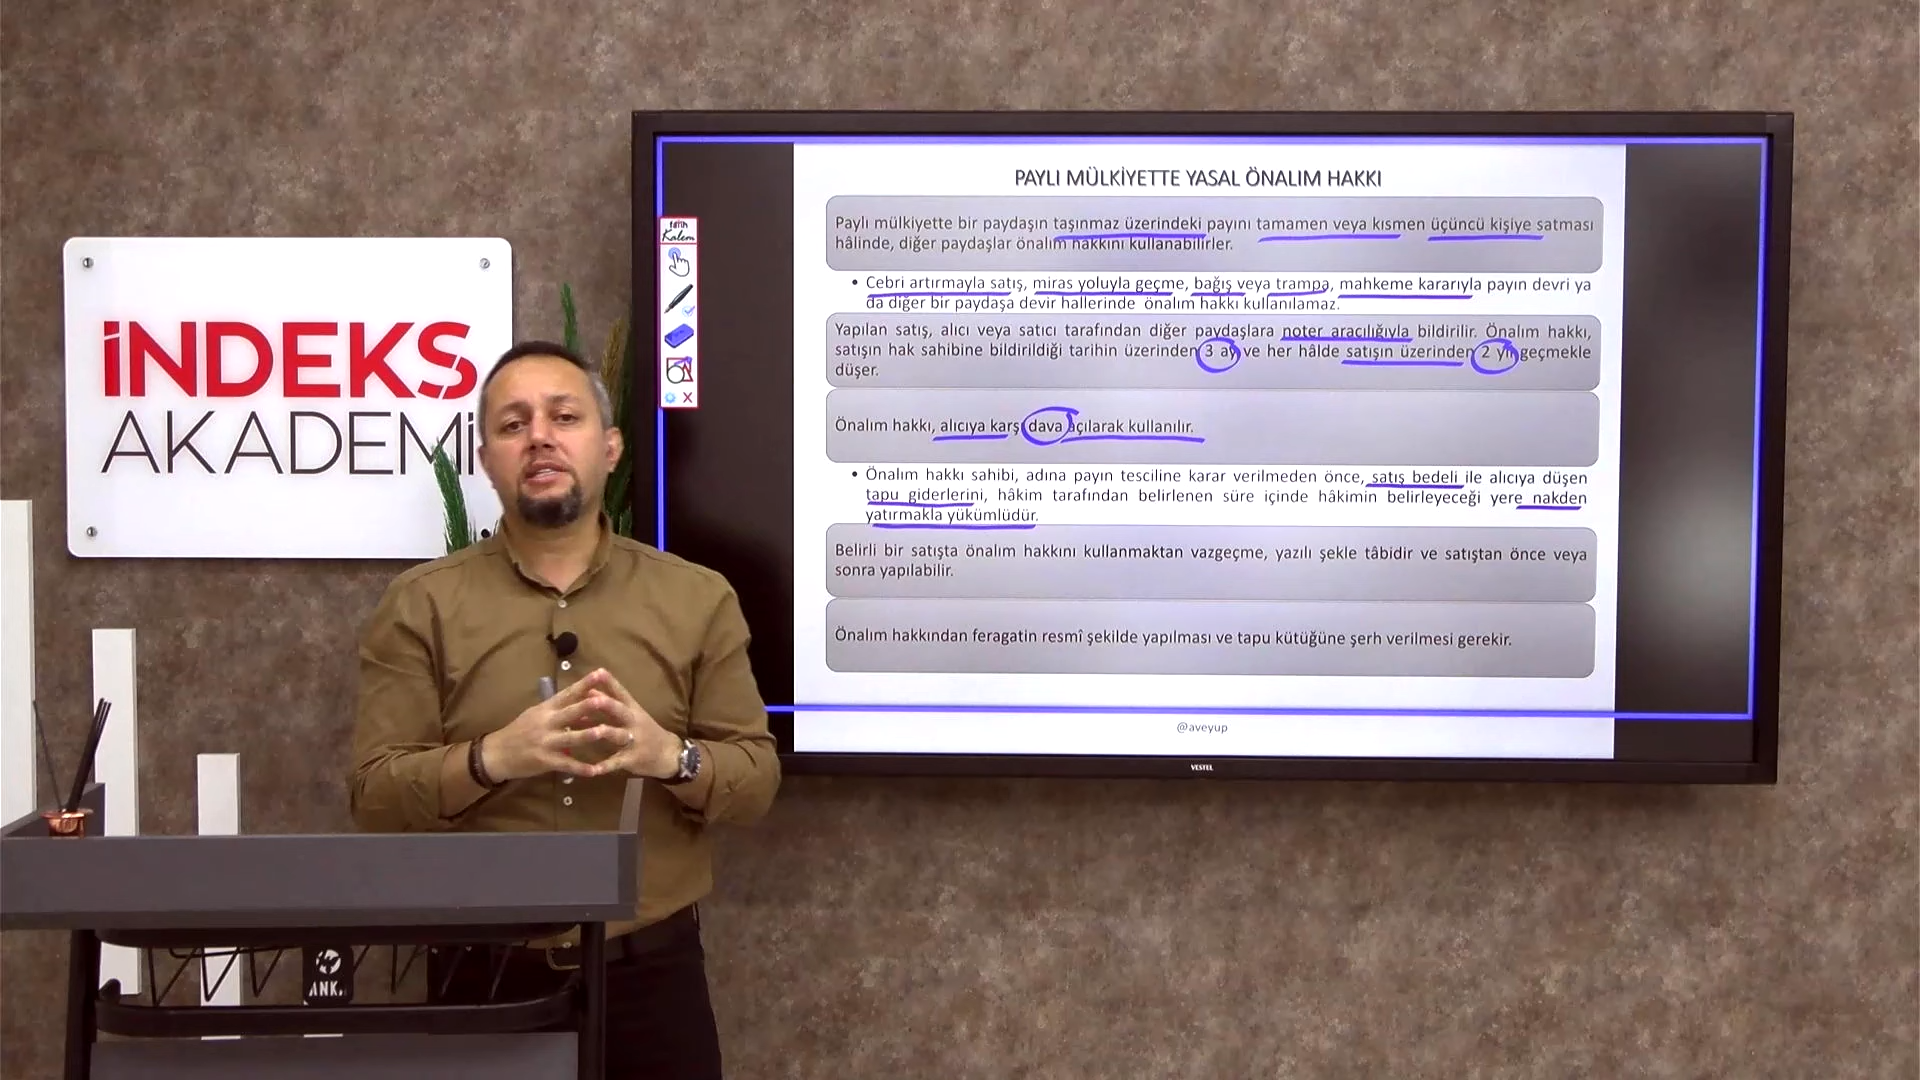 İNDEKS
AKADEMİ
fatih
Kalem
PAYLI MÜLKİYETTE YASAL ÖNALIM HAKKI
Paylı mülkiyette bir paydaşın taşınmaz üzerindeki payını tamamen veya kısmen üçüncü kişiye satması
hâlinde, diğer paydaşlar önalım hakkını kullanabilirler.
• Cebri artırmayla satış, miras yoluyla geçme, bağış veya trampa, mahkeme kararıyla payın devri ya
da diğer bir paydaşa devir hallerinde önalım hakkı kullanılamaz.
Yapılan satış, alıcı veya satıcı tarafından diğer paydaşlara noter aracılığıyla bildirilir. Önalım hakkı,
satışın hak sahibine bildirildiği tarihin üzerinden 3 ay ve her hâlde satışın üzerinden 2 yıl geçmekle
düşer.
Önalım hakkı, alıcıya karşı dava açılarak kullanılır.
• Önalım hakkı sahibi, adına payın tesciline karar verilmeden önce, satış bedeli ile alıcıya düşen
tapu giderlerini, hâkim tarafından belirlenen süre içinde hâkimin belirleyeceği yere nakden
yatırmakla yükümlüdür.
Belirli bir satışta önalım hakkını kullanmaktan vazgeçme, yazılı şekle tâbidir ve satıştan önce veya
sonra yapılabilir.
Önalım hakkından feragatin resmî şekilde yapılması ve tapu kütüğüne şerh verilmesi gerekir.
@aveyup
VESTEL
ANKA